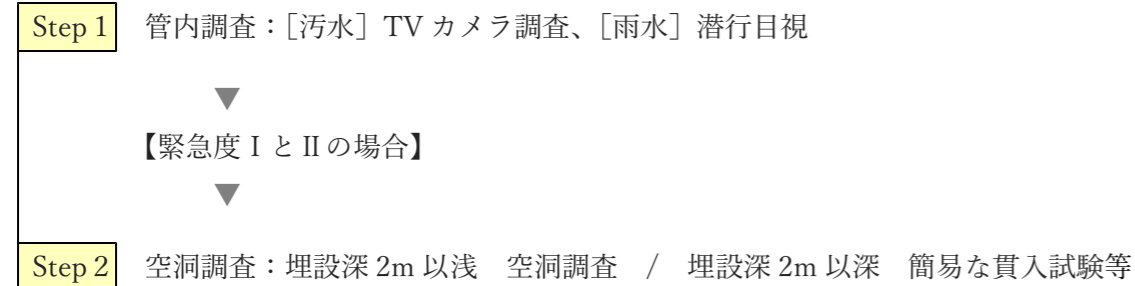 Step 1 管内調査：［汚水］TV カメラ調査、［雨水］潜行目視
▼
【緊急度ⅠとⅡの場合】
▼
Step 2 空洞調査：埋設深 2m 以浅　空洞調査　/　埋設深 2m 以深　簡易な貫入試験等